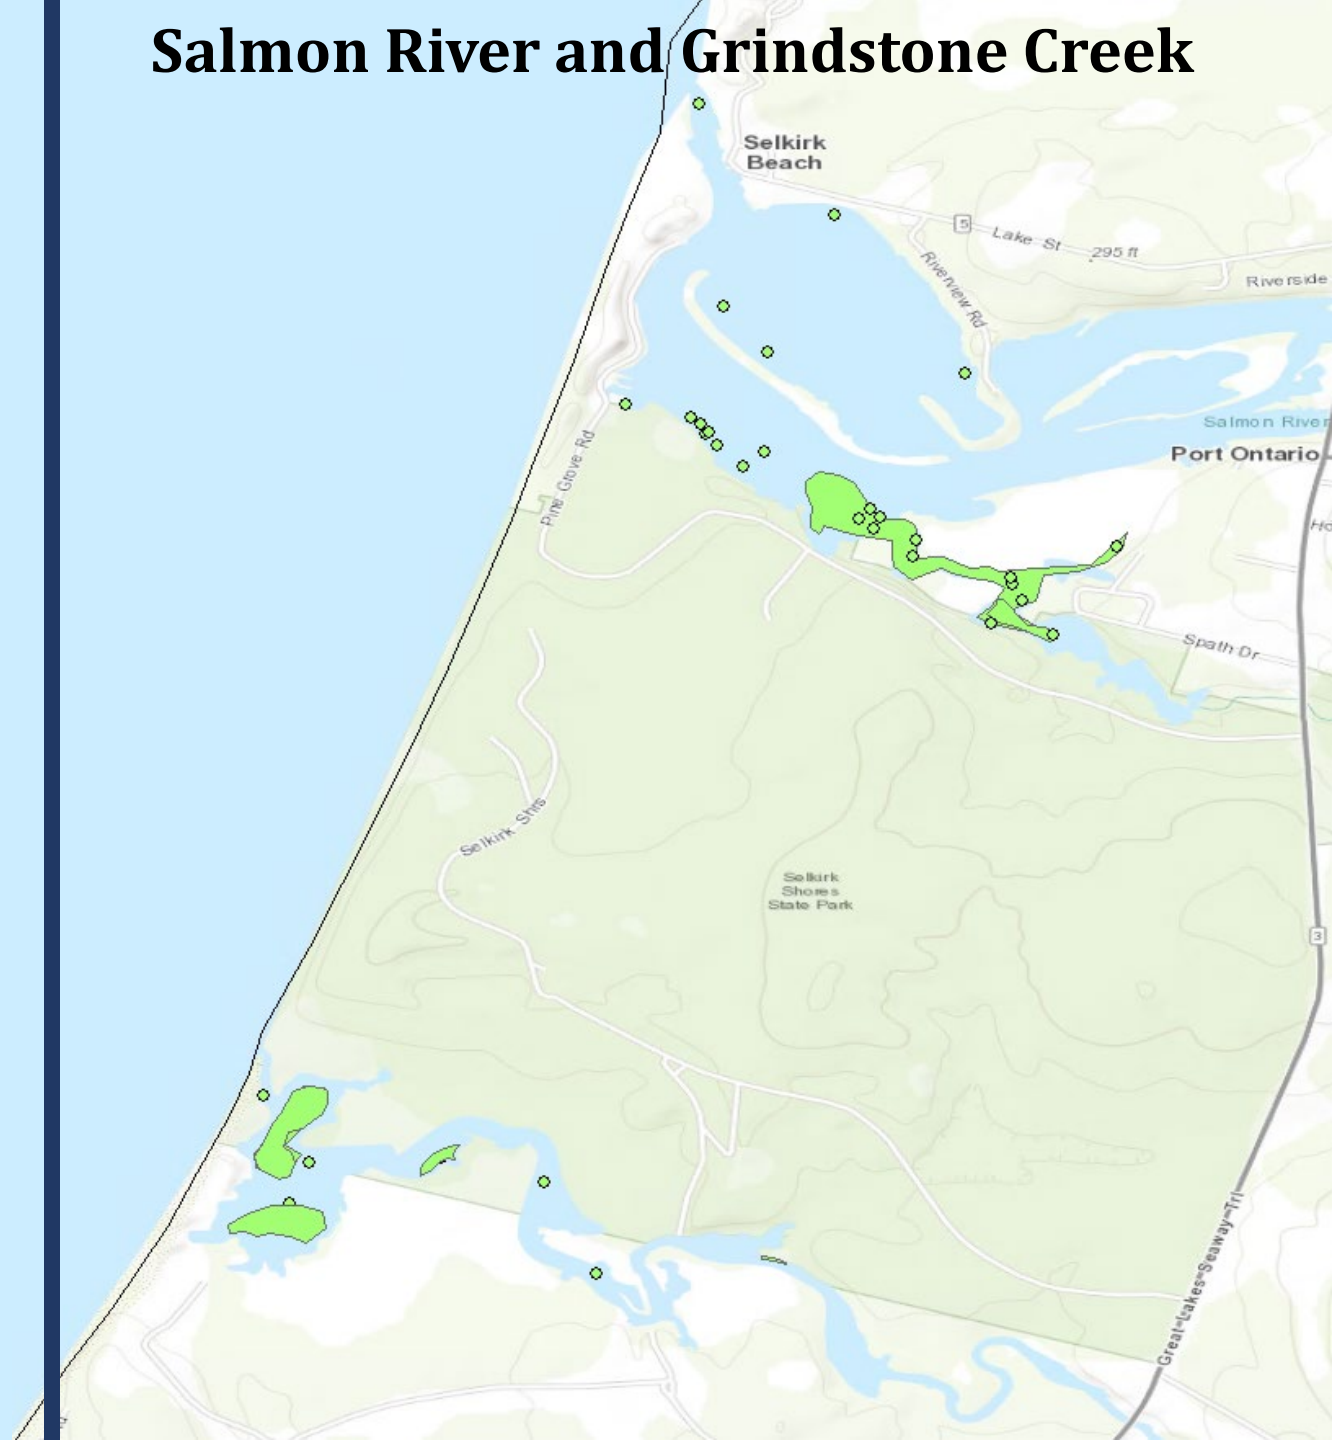 Salmon River and Grindstone Creek
Selkirk
Beach
5
Lake St
295 ft
Riverside
Riverview Rd
Salmon River
Port Ontario
Pine Grove Rd
Ho
Spath Dr
Selkirk Shrs
Selkirk
Shores
State Park
3
Great Lakes Seaway Trl